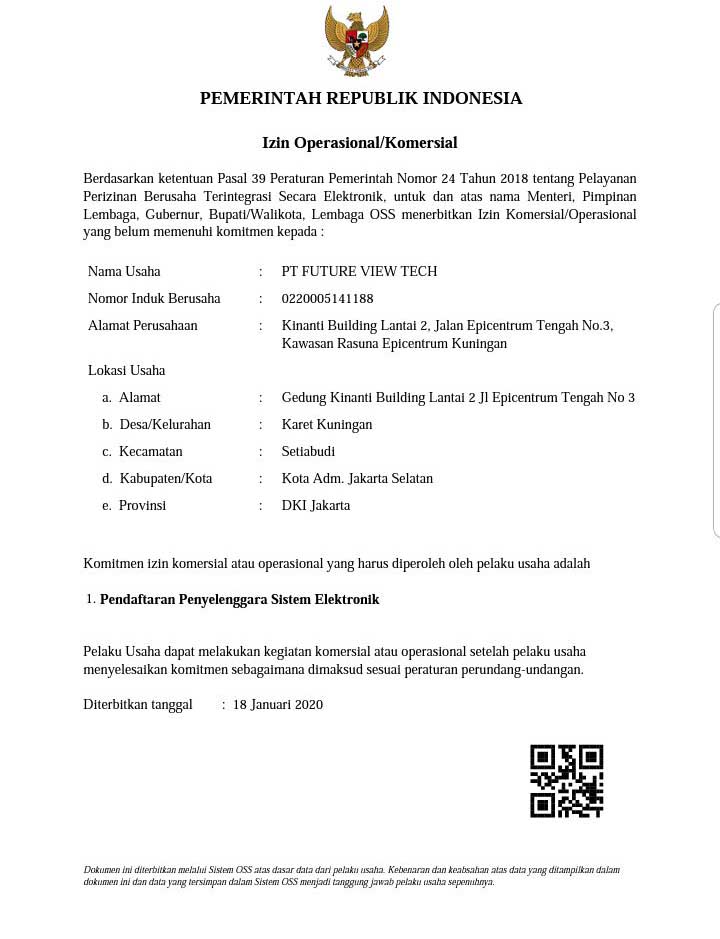 PEMERINTAH REPUBLIK INDONESIA
Izin Operasional/Komersial
Berdasarkan ketentuan Pasal 39 Peraturan Pemerintah Nomor 24 Tahun 2018 tentang Pelayanan
Perizinan Berusaha Terintegrasi Secara Elektronik, untuk dan atas nama Menteri, Pimpinan
Lembaga, Gubernur, Bupati/Walikota, Lembaga OSS menerbitkan Izin Komersial/Operasional
yang belum memenuhi komitmen kepada :
Nama Usaha : PT FUTURE VIEW TECH
Nomor Induk Berusaha : 0220005141188
Alamat Perusahaan : Kinanti Building Lantai 2, Jalan Epicentrum Tengah No.3,
Kawasan Rasuna Epicentrum Kuningan
Lokasi Usaha
a. Alamat : Gedung Kinanti Building Lantai 2 Jl Epicentrum Tengah No 3
b. Desa/Kelurahan : Karet Kuningan
c. Kecamatan : Setiabudi
d. Kabupaten/Kota : Kota Adm. Jakarta Selatan
e. Provinsi : DKI Jakarta
Komitmen izin komersial atau operasional yang harus diperoleh oleh pelaku usaha adalah
1. Pendaftaran Penyelenggara Sistem Elektronik
Pelaku Usaha dapat melakukan kegiatan komersial atau operasional setelah pelaku usaha
menyelesaikan komitmen sebagaimana dimaksud sesuai peraturan perundang-undangan.
Diterbitkan tanggal : 18 Januari 2020
Dokumen ini diterbitkan melalui Sistem OSS atas dasar data dari pelaku usaha. Kebenaran dan keabsahan atas data yang ditampilkan dalam
dokumen ini dan data yang tersimpan dalam Sistem OSS menjadi tanggung jawab pelaku usaha sepenuhnya.